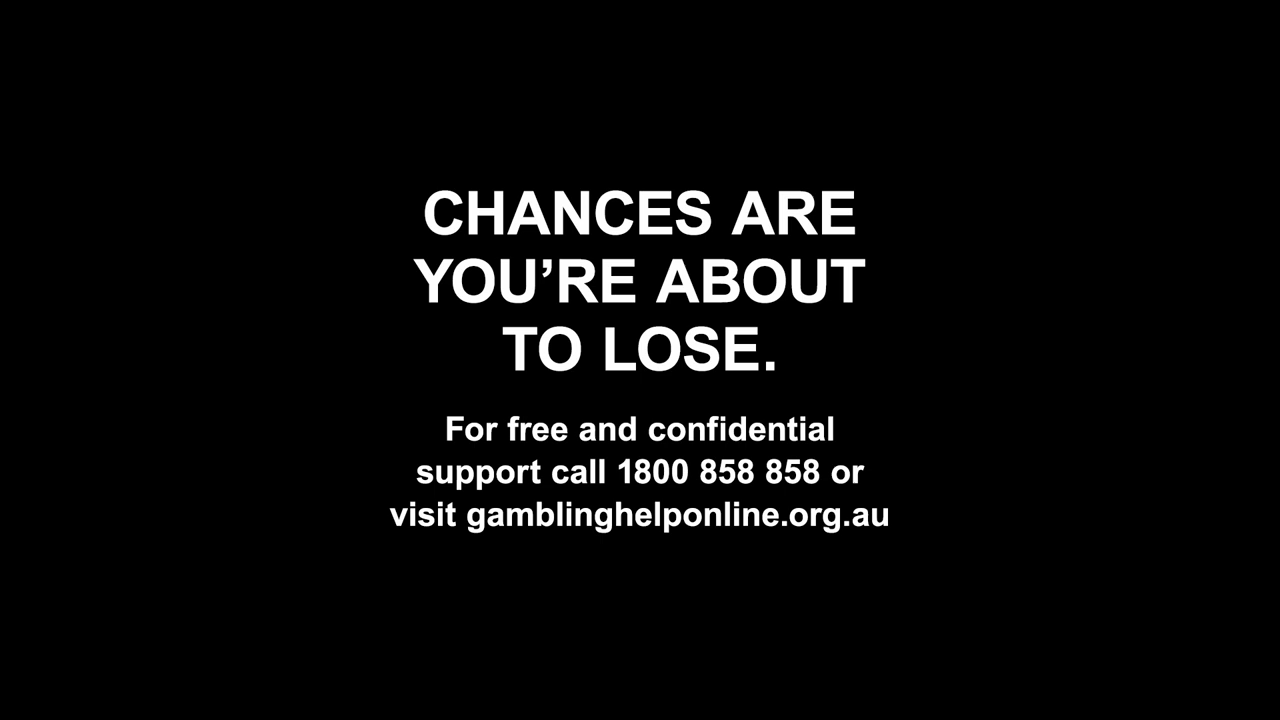 CHANCES ARE
YOU’RE ABOUT
TO LOSE.
For free and confidential
support call 1800 858 858 or
visit gamblinghelponline.org.au